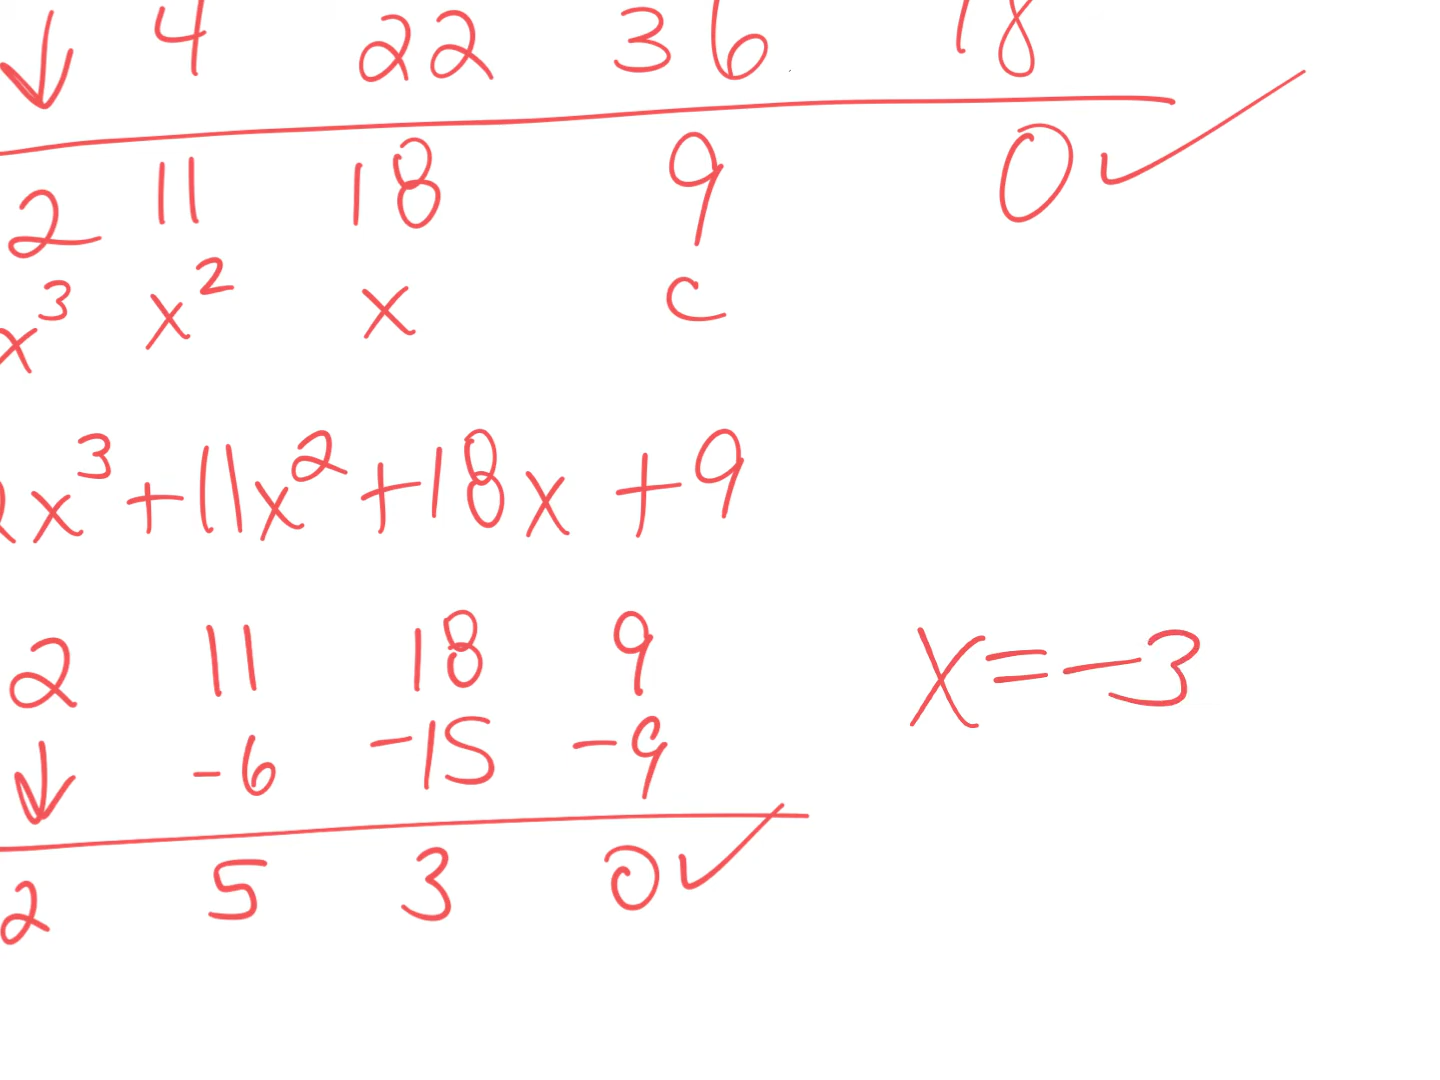 4 22 36 18
2 11 18 9 0
x³ x² x c
x³ + 11x² + 18x + 9
2 11 18 9
x = -3
-6 -15 -9
2 5 3 0